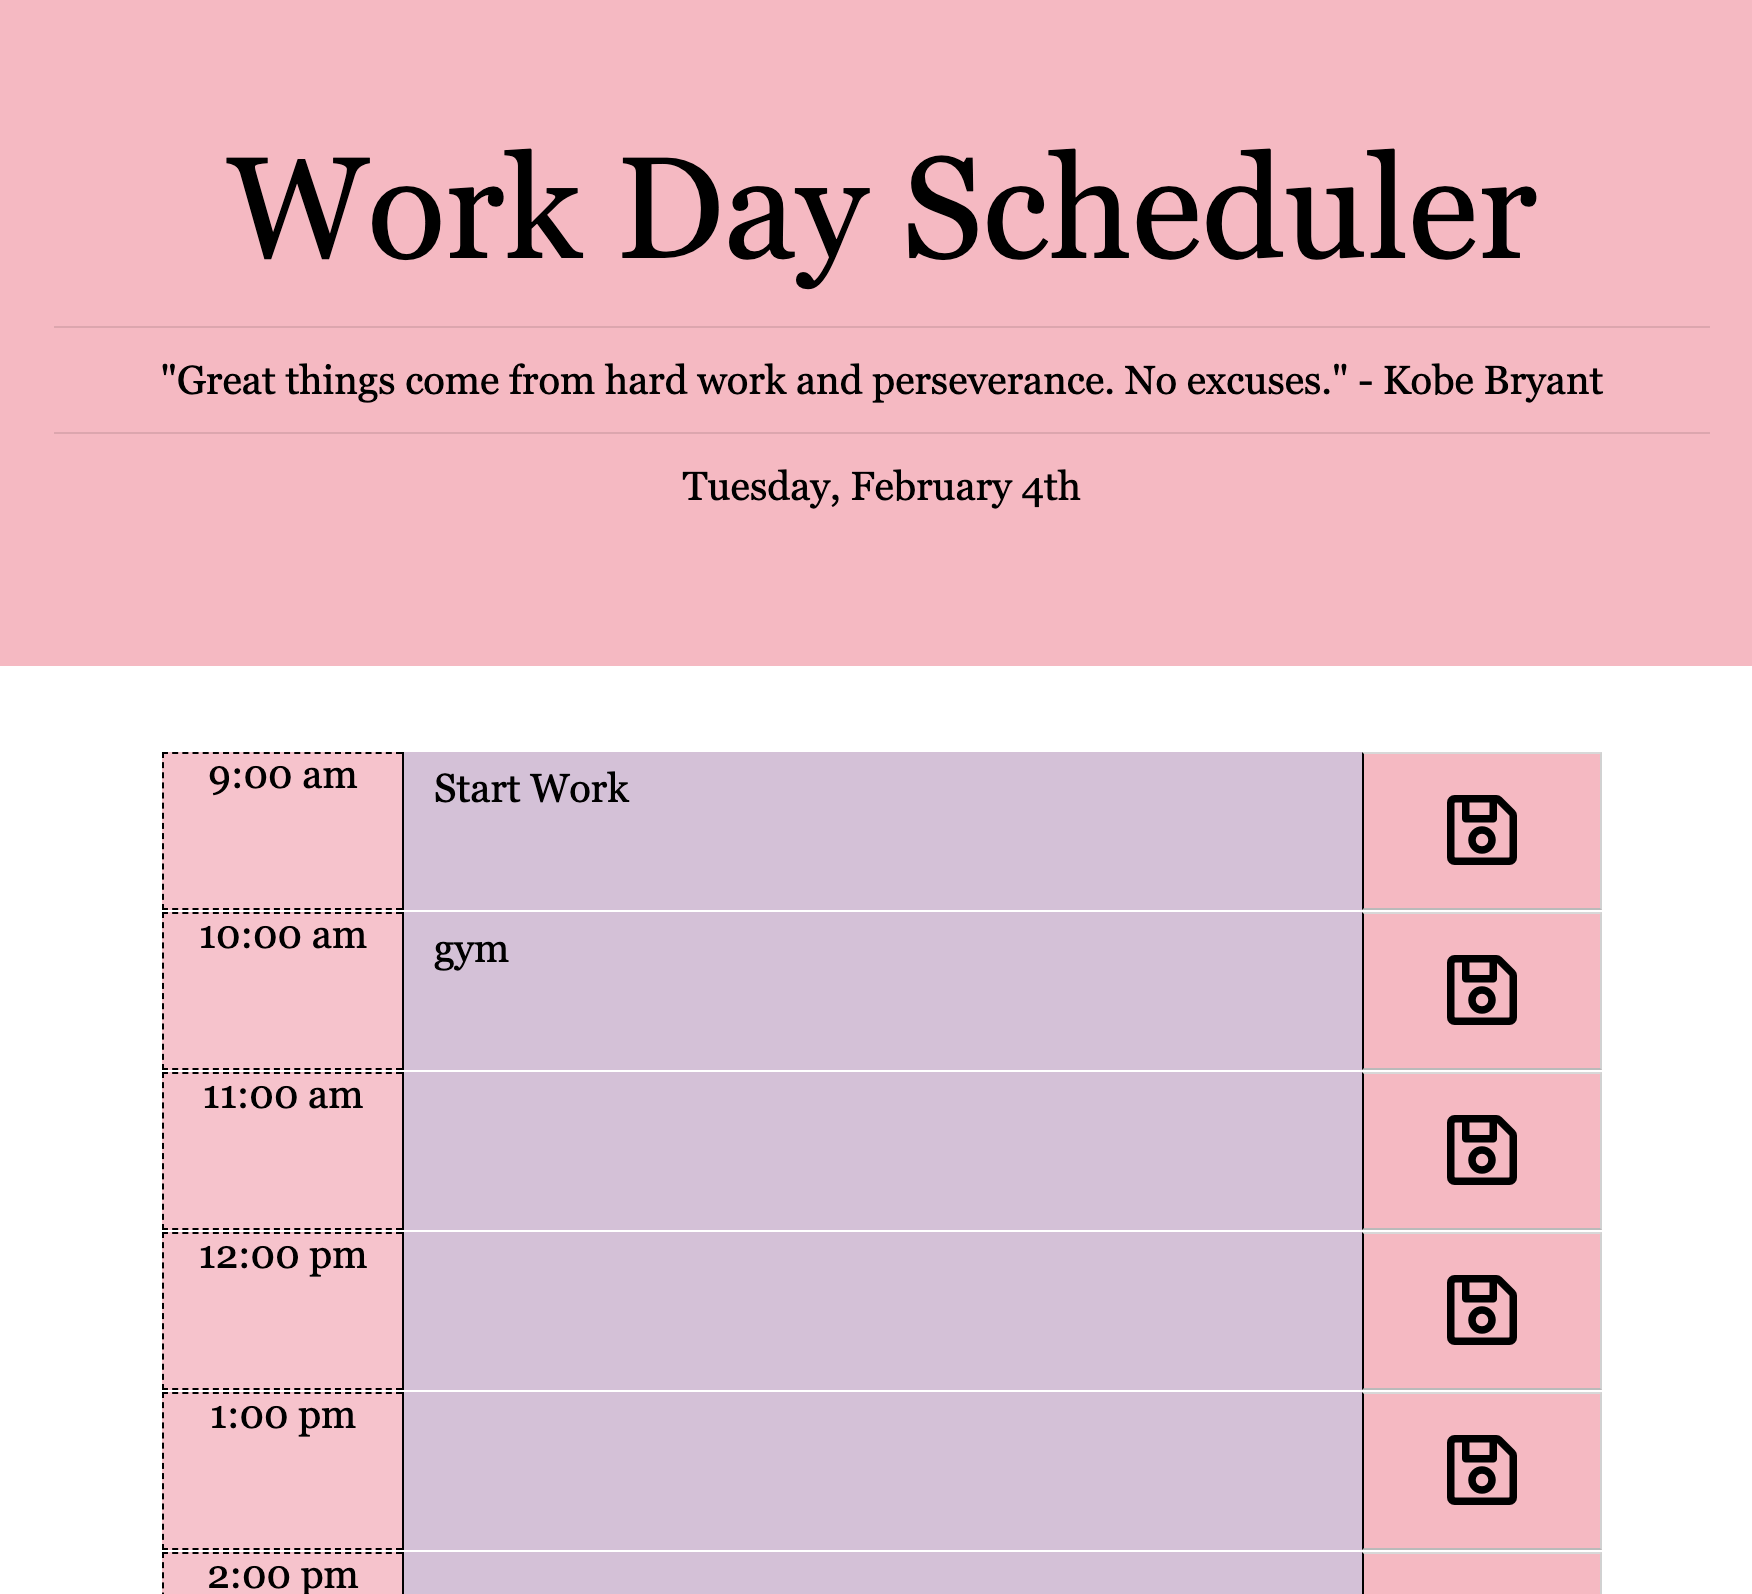 Work Day Scheduler
"Great things come from hard work and perseverance. No excuses." - Kobe Bryant
Tuesday, February 4th
9:00 am
Start Work
10:00 am
gym
11:00 am
12:00 pm
1:00 pm
2:00 pm